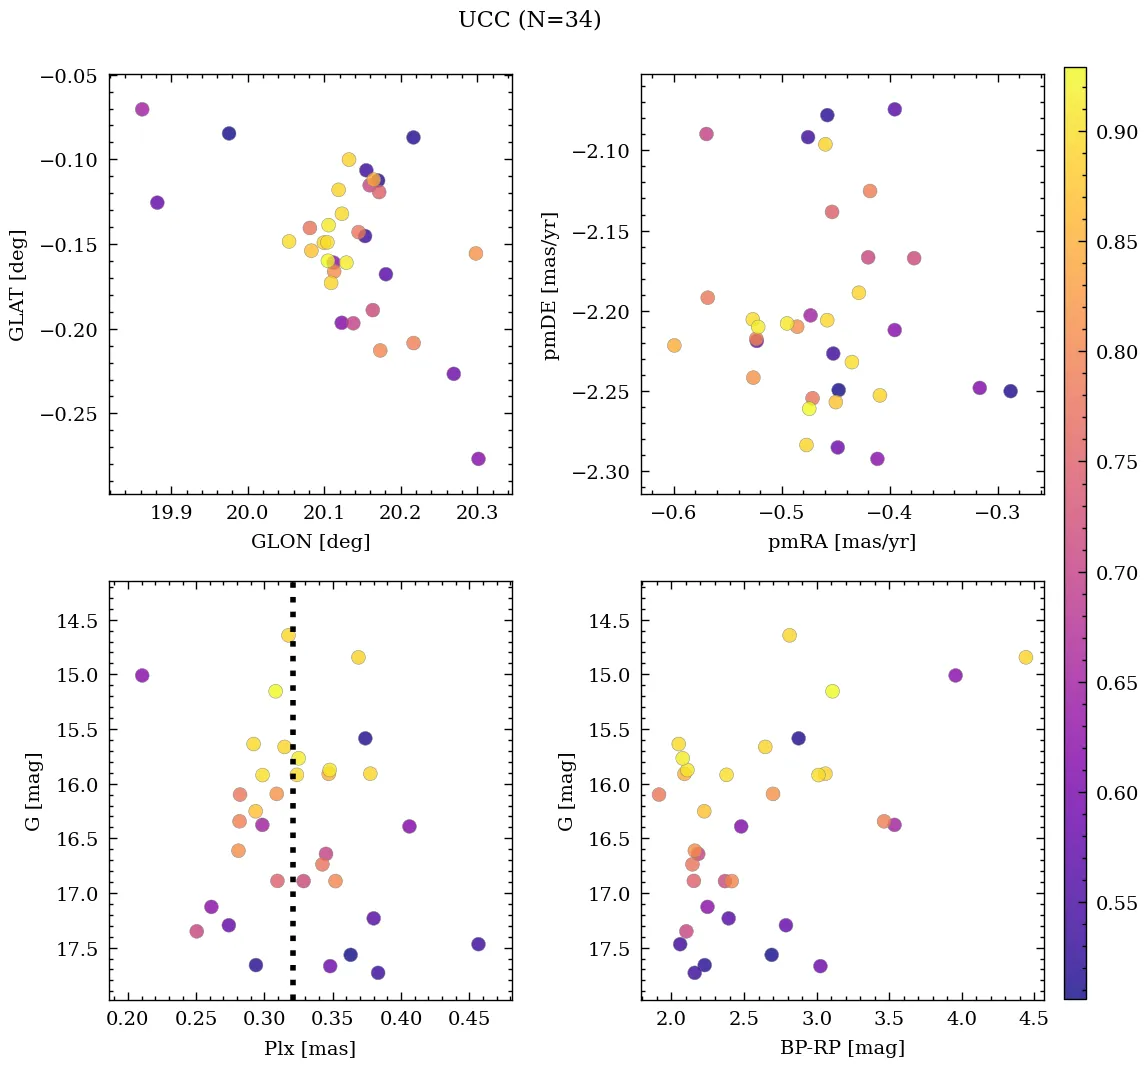 UCC (N=34)
−0.05
−0.10
−0.15
−0.20
−0.25
GLAT [deg]
19.9 20.0 20.1 20.2 20.3
GLON [deg]
−2.10
−2.15
−2.20
−2.25
−2.30
pmDE [mas/yr]
−0.6 −0.5 −0.4 −0.3
pmRA [mas/yr]
14.5
15.0
15.5
16.0
16.5
17.0
17.5
G [mag]
0.20 0.25 0.30 0.35 0.40 0.45
Plx [mas]
14.5
15.0
15.5
16.0
16.5
17.0
17.5
G [mag]
2.0 2.5 3.0 3.5 4.0 4.5
BP-RP [mag]
0.90
0.85
0.80
0.75
0.70
0.65
0.60
0.55